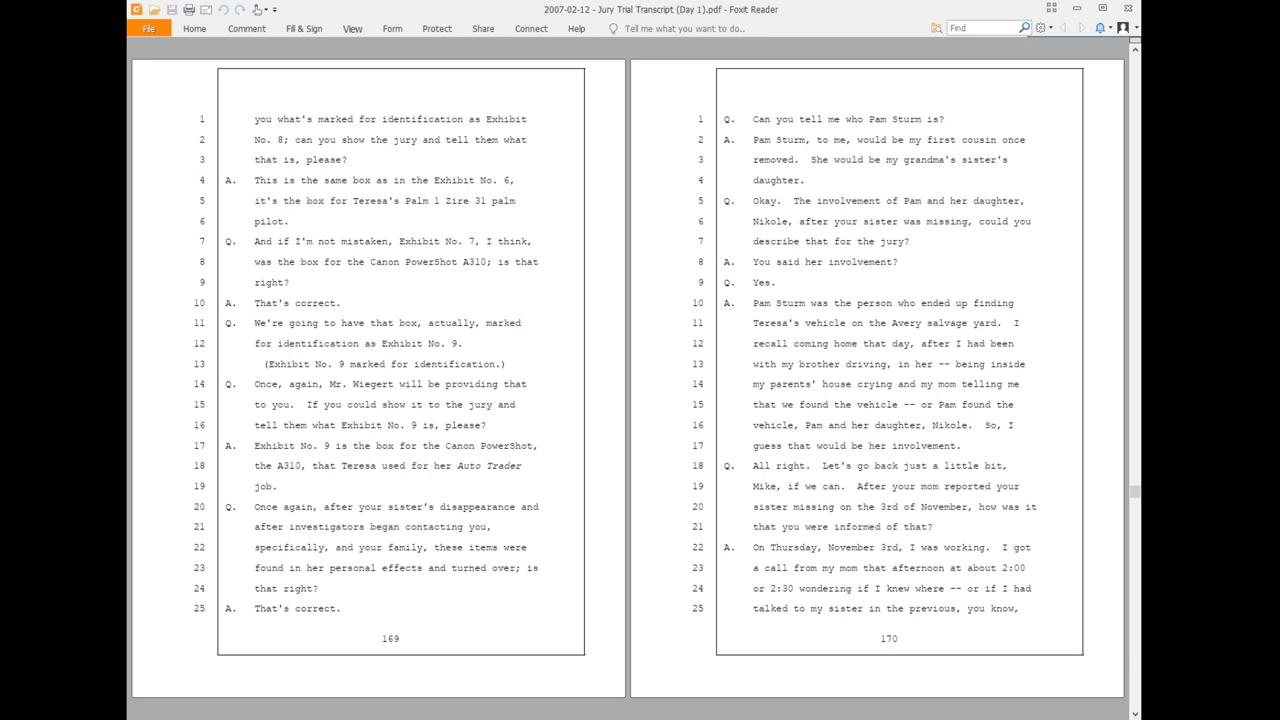 2007-02-12 - Jury Trial Transcript (Day 1).pdf - Foxit Reader
File Home Comment Fill & Sign View Form Protect Share Connect Help Tell me what you want to do.. Find
1 you what's marked for identification as Exhibit
2 No. 8; can you show the jury and tell them what
3 that is, please?
4 A. This is the same box as in the Exhibit No. 6,
5 it's the box for Teresa's Palm 1 Zire 31 palm
6 pilot.
7 Q. And if I'm not mistaken, Exhibit No. 7, I think,
8 was the box for the Canon PowerShot A310; is that
9 right?
10 A. That's correct.
11 Q. We're going to have that box, actually, marked
12 for identification as Exhibit No. 9.
13 (Exhibit No. 9 marked for identification.)
14 Q. Once, again, Mr. Wiegert will be providing that
15 to you. If you could show it to the jury and
16 tell them what Exhibit No. 9 is, please?
17 A. Exhibit No. 9 is the box for the Canon PowerShot,
18 the A310, that Teresa used for her Auto Trader
19 job.
20 Q. Once again, after your sister's disappearance and
21 after investigators began contacting you,
22 specifically, and your family, these items were
23 found in her personal effects and turned over; is
24 that right?
25 A. That's correct.
169
1 Q. Can you tell me who Pam Sturm is?
2 A. Pam Sturm, to me, would be my first cousin once
3 removed. She would be my grandma's sister's
4 daughter.
5 Q. Okay. The involvement of Pam and her daughter,
6 Nikole, after your sister was missing, could you
7 describe that for the jury?
8 A. You said her involvement?
9 Q. Yes.
10 A. Pam Sturm was the person who ended up finding
11 Teresa's vehicle on the Avery salvage yard. I
12 recall coming home that day, after I had been
13 with my brother driving, in her -- being inside
14 my parents' house crying and my mom telling me
15 that we found the vehicle -- or Pam found the
16 vehicle, Pam and her daughter, Nikole. So, I
17 guess that would be her involvement.
18 Q. All right. Let's go back just a little bit,
19 Mike, if we can. After your mom reported your
20 sister missing on the 3rd of November, how was it
21 that you were informed of that?
22 A. On Thursday, November 3rd, I was working. I got
23 a call from my mom that afternoon at about 2:00
24 or 2:30 wondering if I knew where -- or if I had
25 talked to my sister in the previous, you know,
170